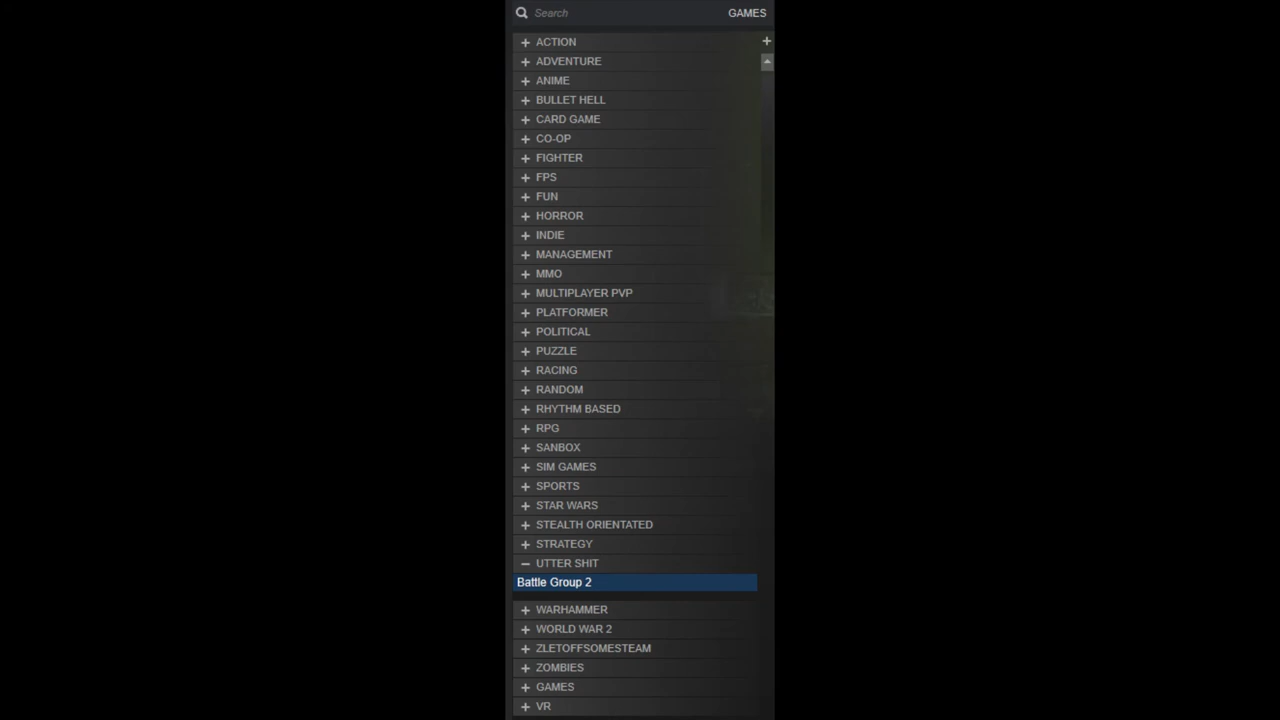 Search GAMES
+ ACTION +
+ ADVENTURE
+ ANIME
+ BULLET HELL
+ CARD GAME
+ CO-OP
+ FIGHTER
+ FPS
+ FUN
+ HORROR
+ INDIE
+ MANAGEMENT
+ MMO
+ MULTIPLAYER PVP
+ PLATFORMER
+ POLITICAL
+ PUZZLE
+ RACING
+ RANDOM
+ RHYTHM BASED
+ RPG
+ SANBOX
+ SIM GAMES
+ SPORTS
+ STAR WARS
+ STEALTH ORIENTATED
+ STRATEGY
− UTTER SHIT
Battle Group 2
+ WARHAMMER
+ WORLD WAR 2
+ ZLETOFFSOMESTEAM
+ ZOMBIES
+ GAMES
+ VR